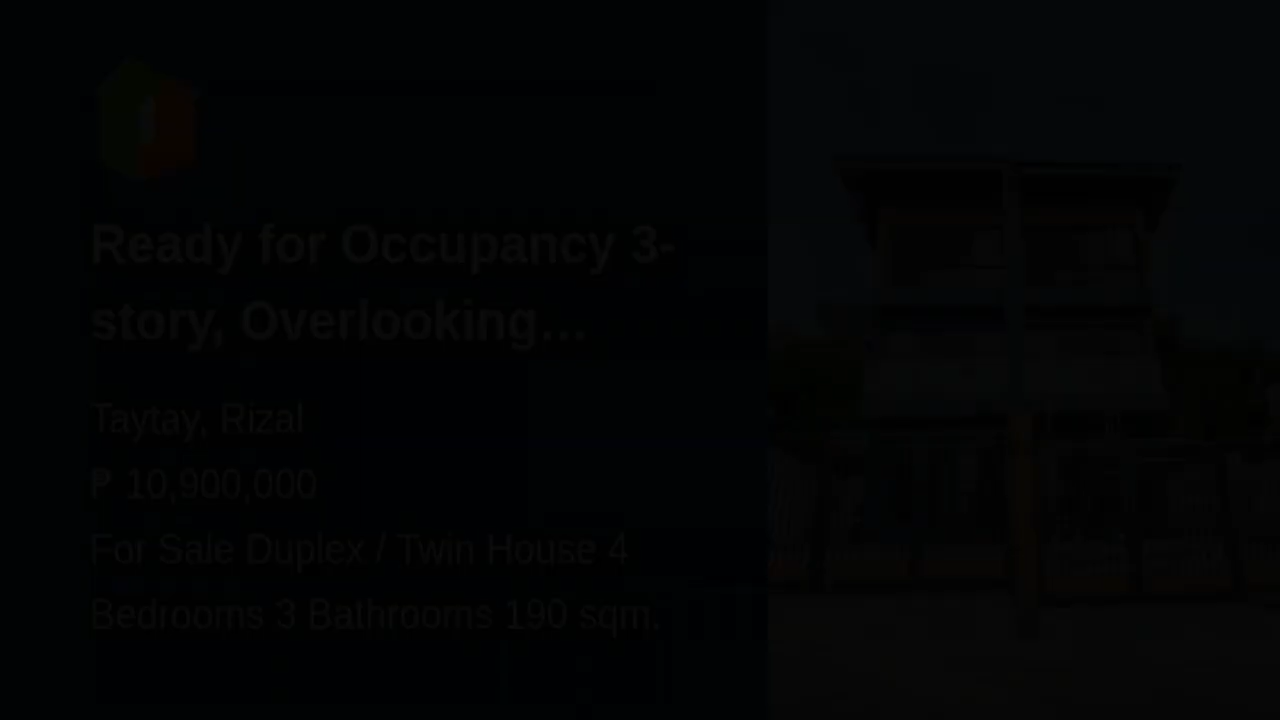 Ready for Occupancy 3-
story, Overlooking...
Taytay, Rizal
₱ 10,900,000
For Sale Duplex / Twin House 4
Bedrooms 3 Bathrooms 190 sqm.